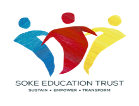 SOKE EDUCATION TRUST
SUSTAIN • EMPOWER • TRANSFORM